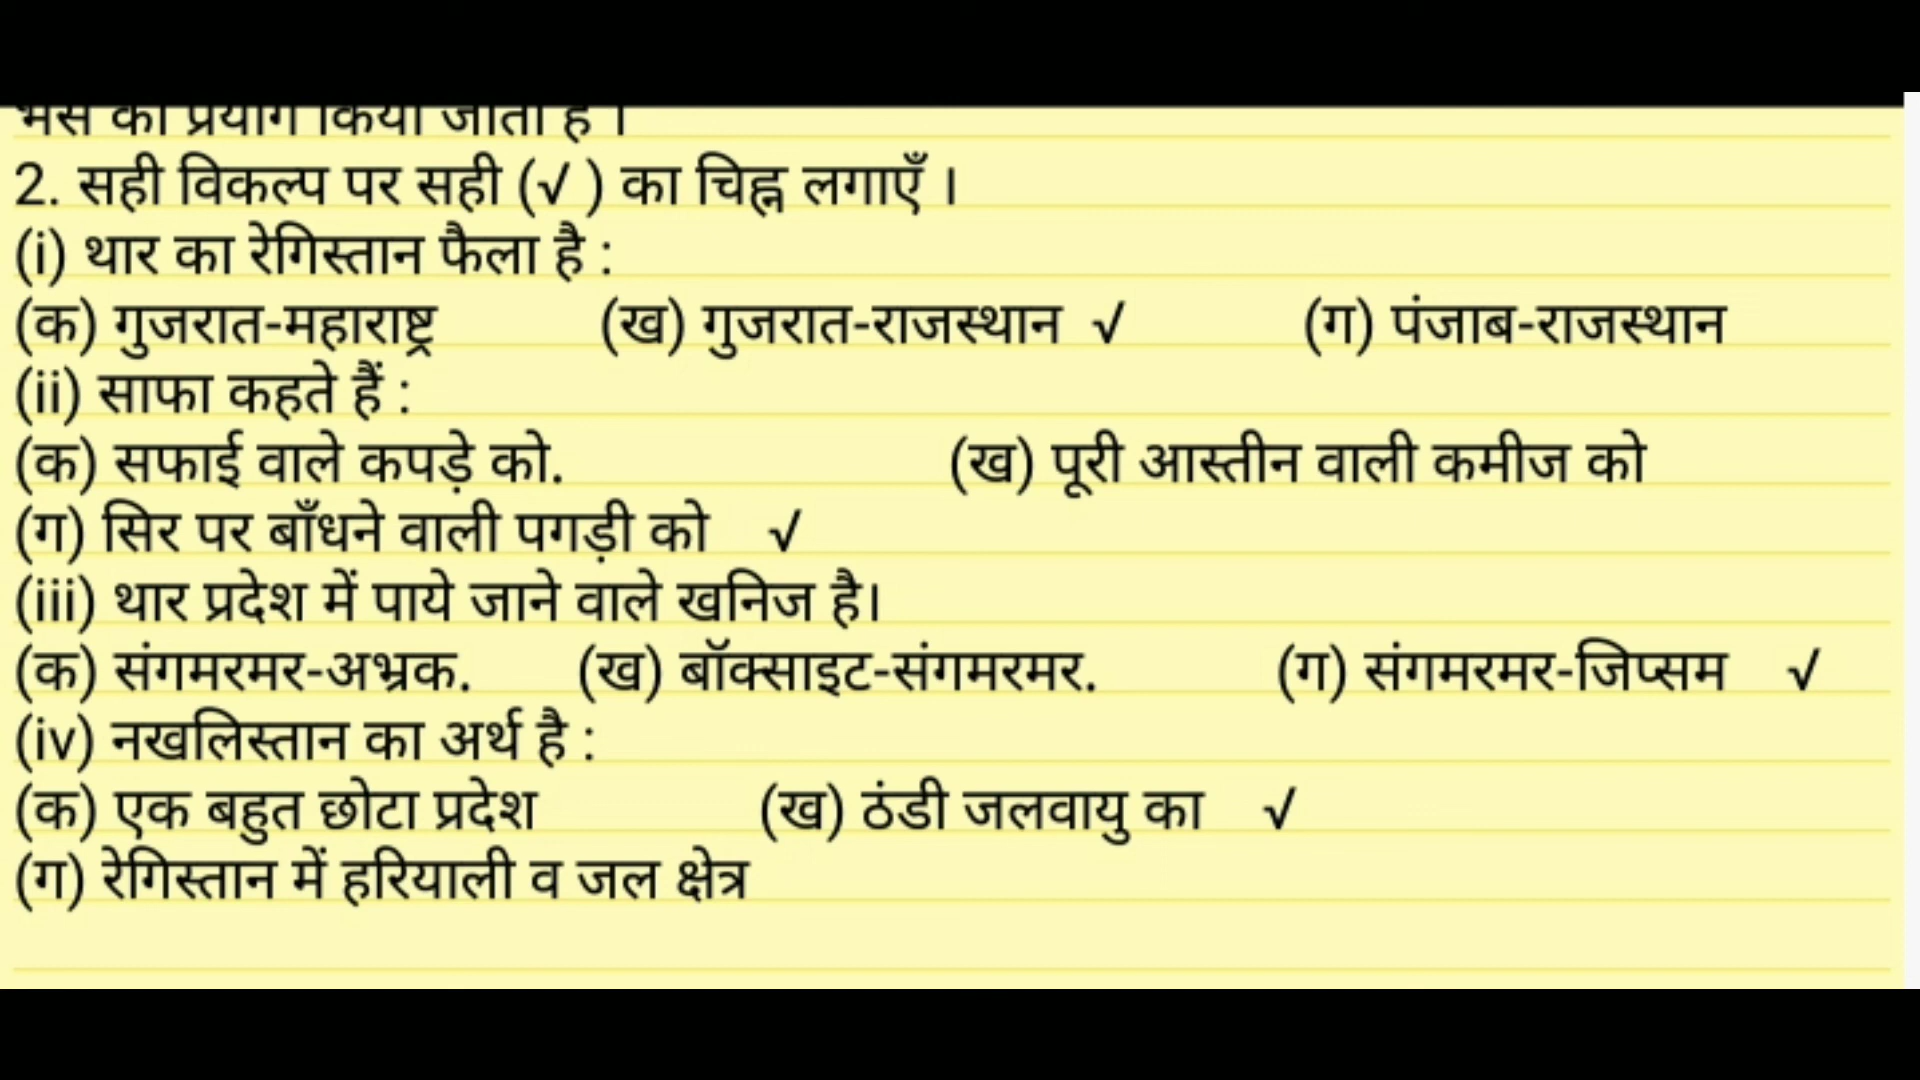 भैंस का प्रयोग किया जाता है ।
2. सही विकल्प पर सही (√ ) का चिह्न लगाएँ ।
(i) थार का रेगिस्तान फैला है :
(क) गुजरात-महाराष्ट्र (ख) गुजरात-राजस्थान √ (ग) पंजाब-राजस्थान
(ii) साफा कहते हैं :
(क) सफाई वाले कपड़े को. (ख) पूरी आस्तीन वाली कमीज को
(ग) सिर पर बाँधने वाली पगड़ी को √
(iii) थार प्रदेश में पाये जाने वाले खनिज है।
(क) संगमरमर-अभ्रक. (ख) बॉक्साइट-संगमरमर. (ग) संगमरमर-जिप्सम √
(iv) नखलिस्तान का अर्थ है :
(क) एक बहुत छोटा प्रदेश (ख) ठंडी जलवायु का √
(ग) रेगिस्तान में हरियाली व जल क्षेत्र